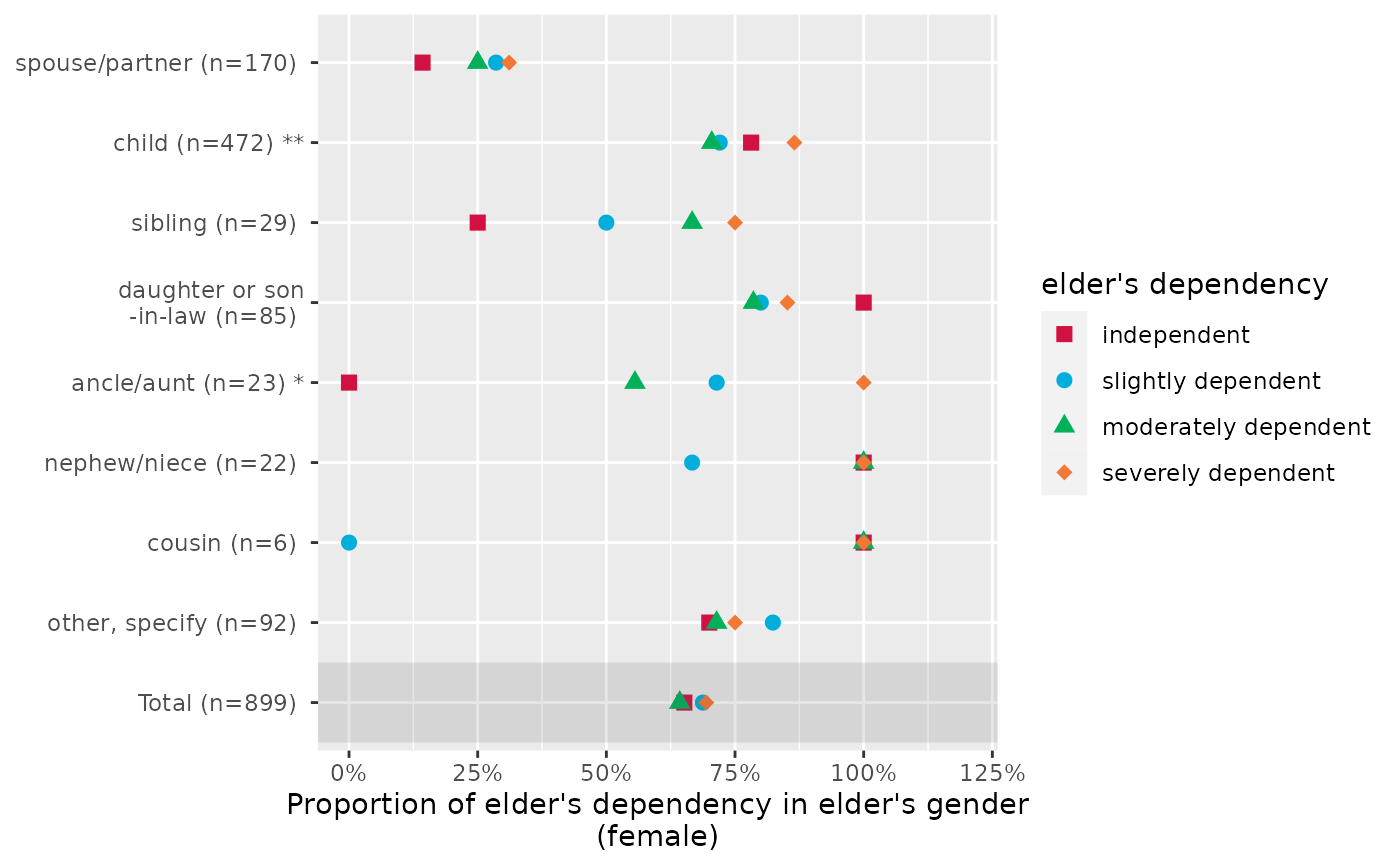 spouse/partner (n=170)
child (n=472) **
sibling (n=29)
daughter or son
-in-law (n=85)
ancle/aunt (n=23) *
nephew/niece (n=22)
cousin (n=6)
other, specify (n=92)
Total (n=899)
0% 25% 50% 75% 100% 125%
Proportion of elder's dependency in elder's gender
(female)
elder's dependency
independent
slightly dependent
moderately dependent
severely dependent